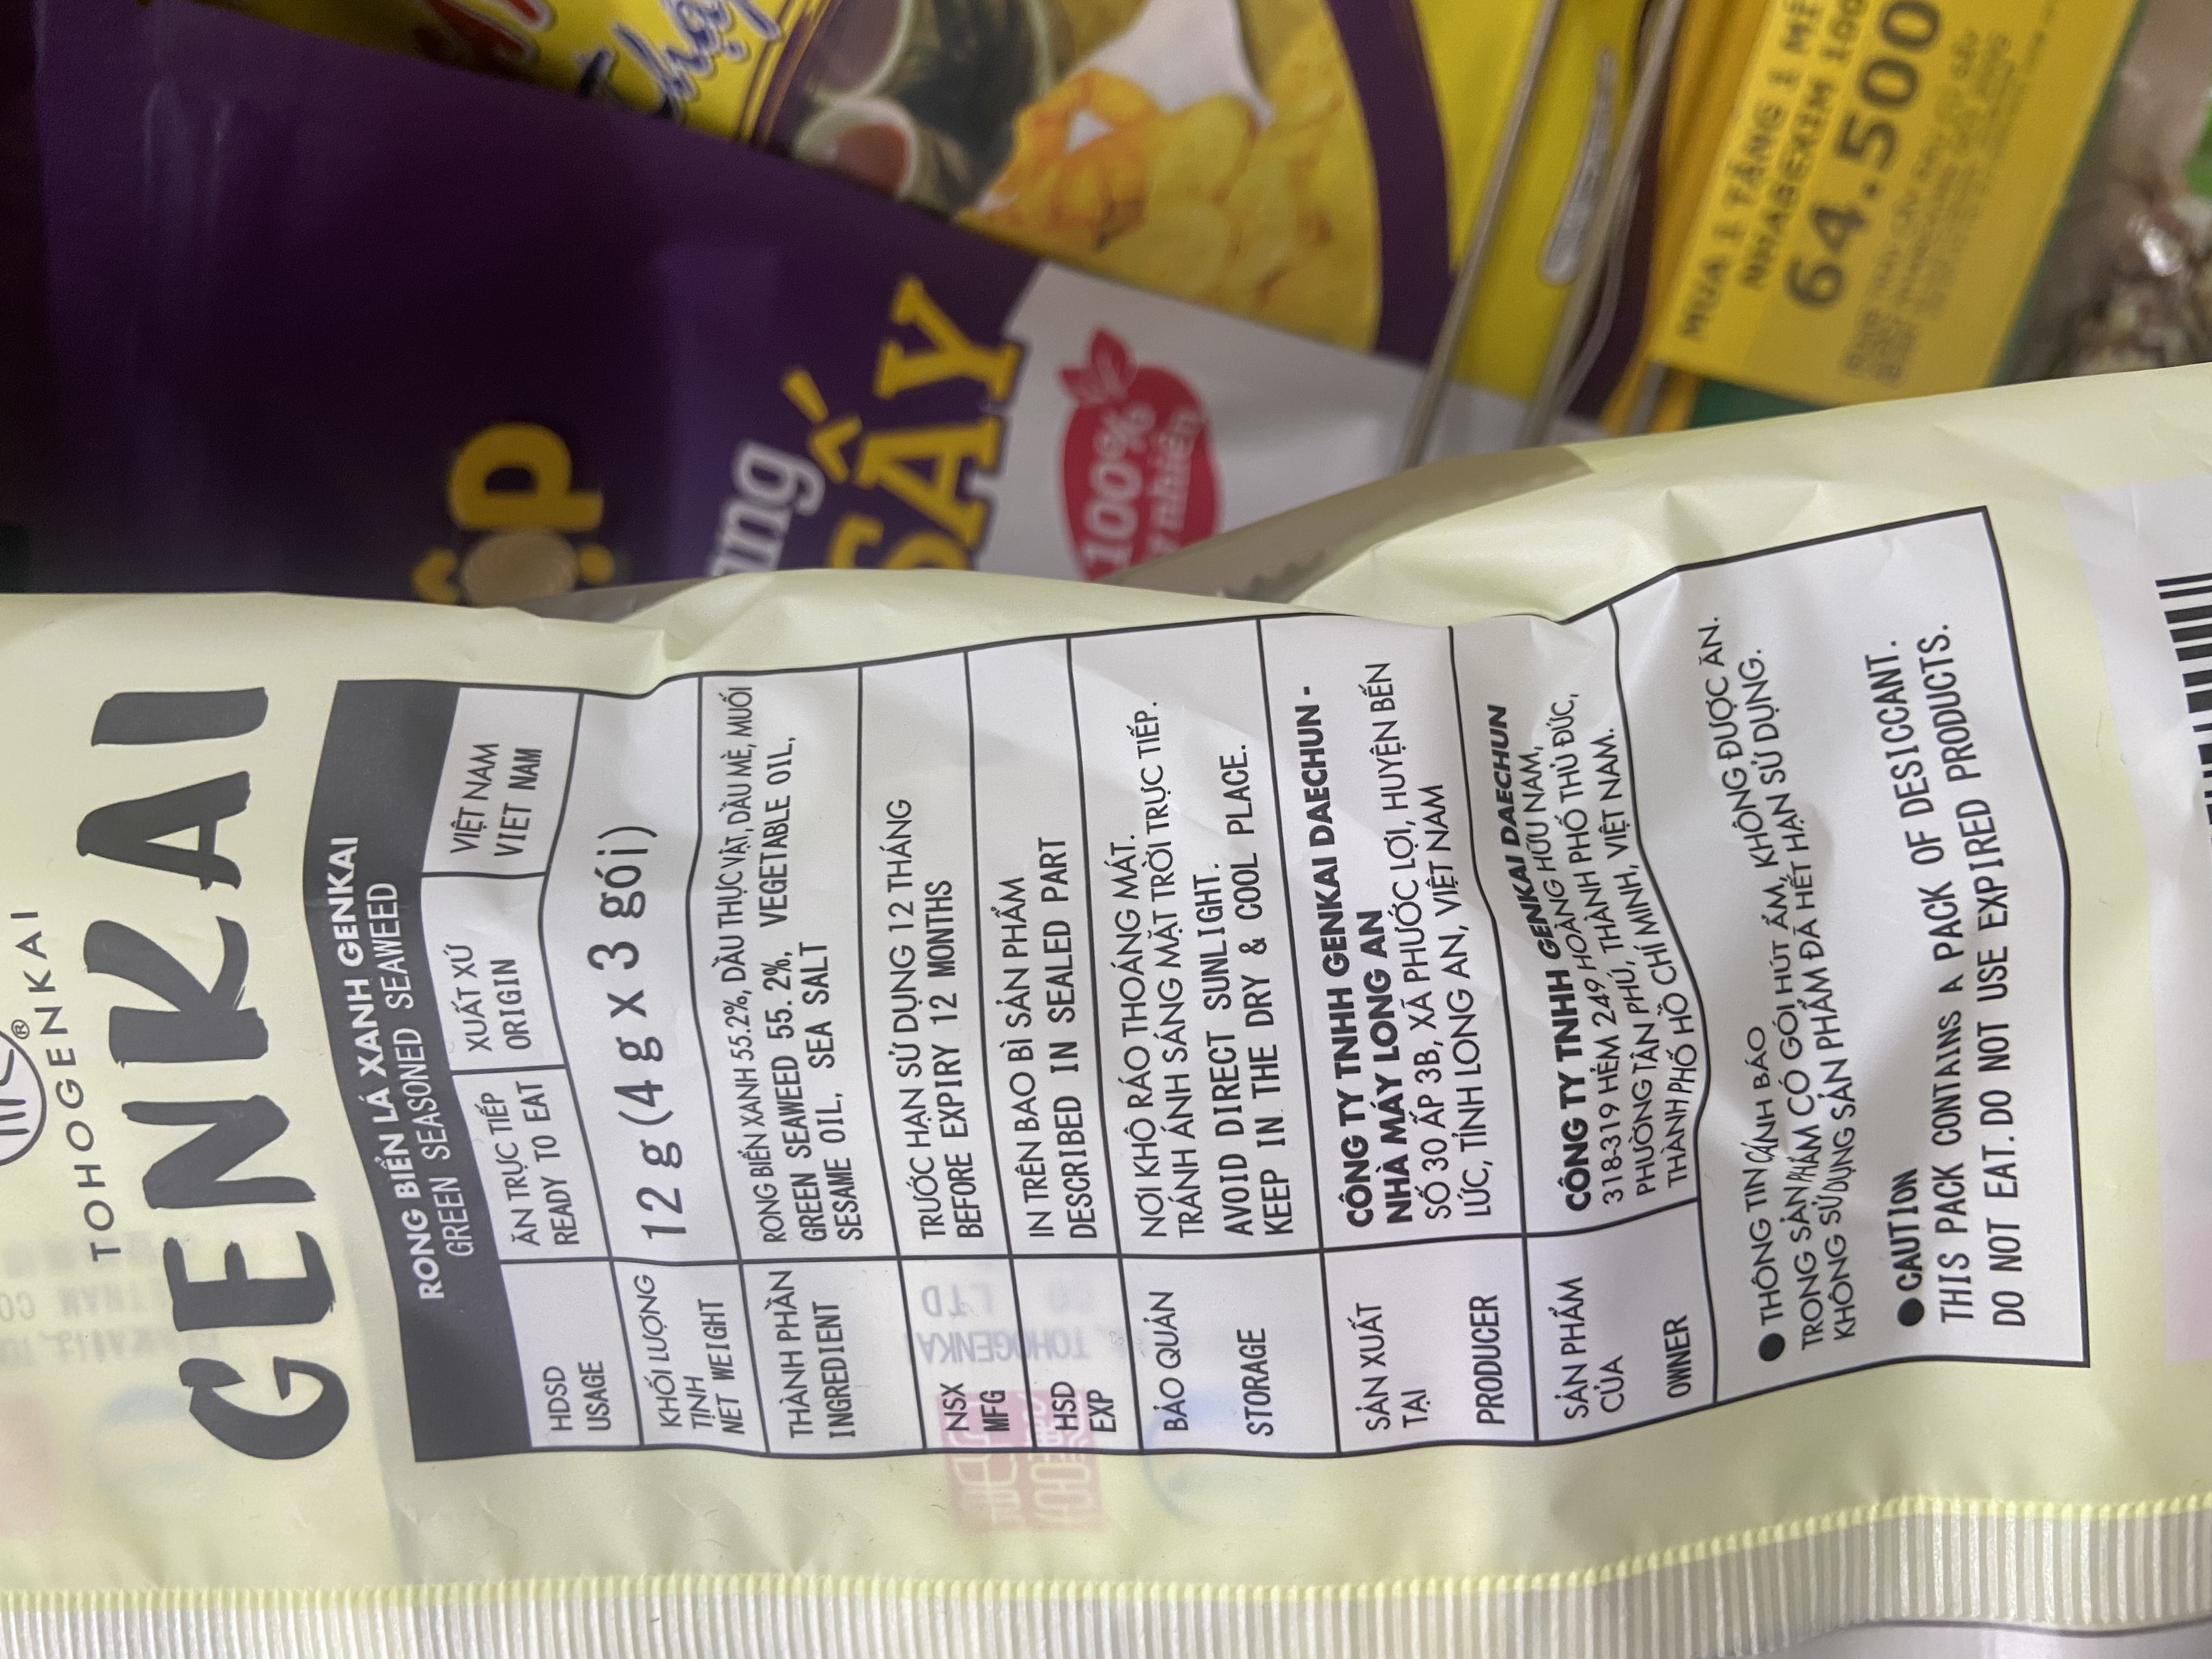 TOHOGENKAI
GENKAI
RONG BIỂN LÁ XANH GENKAI
GREEN SEASONED SEAWEED
HDSD
USAGE
ĂN TRỰC TIẾP
READY TO EAT
XUẤT XỨ
ORIGIN
VIỆT NAM
VIET NAM
KHỐI LƯỢNG
TỊNH
NET WEIGHT
12 g (4 g x 3 gói)
THÀNH PHẦN
INGREDIENT
RONG BIỂN XANH 55.2%, DẦU THỰC VẬT, DẦU MÈ, MUỐI
GREEN SEAWEED 55.2%, VEGETABLE OIL,
SESAME OIL, SEA SALT
NSX
MFG
TRƯỚC HẠN SỬ DỤNG 12 THÁNG
BEFORE EXPIRY 12 MONTHS
HSD
EXP
IN TRÊN BAO BÌ SẢN PHẨM
DESCRIBED IN SEALED PART
BẢO QUẢN
STORAGE
NƠI KHÔ RÁO THOÁNG MÁT.
TRÁNH ÁNH SÁNG MẶT TRỜI TRỰC TIẾP.
AVOID DIRECT SUNLIGHT.
KEEP IN THE DRY & COOL PLACE.
SẢN XUẤT
TẠI
PRODUCER
CÔNG TY TNHH GENKAI DAECHUN -
NHÀ MÁY LONG AN
SỐ 30 ẤP 3B, XÃ PHƯỚC LỢI, HUYỆN BẾN
LỨC, TỈNH LONG AN, VIỆT NAM
SẢN PHẨM
CỦA
OWNER
CÔNG TY TNHH GENKAI DAECHUN
318-319 HẺM 249 HOÀNG HỮU NAM,
PHƯỜNG TÂN PHÚ, THÀNH PHỐ THỦ ĐỨC,
THÀNH PHỐ HỒ CHÍ MINH, VIỆT NAM.
● THÔNG TIN CẢNH BÁO
TRONG SẢN PHẨM CÓ GÓI HÚT ẨM, KHÔNG ĐƯỢC ĂN.
KHÔNG SỬ DỤNG SẢN PHẨM ĐÃ HẾT HẠN SỬ DỤNG.
● CAUTION
THIS PACK CONTAINS A PACK OF DESICCANT.
DO NOT EAT. DO NOT USE EXPIRED PRODUCTS.
SẤY
100%
nhiên
MUA 1 TẶNG 1
NHABEXIM 100
64.500